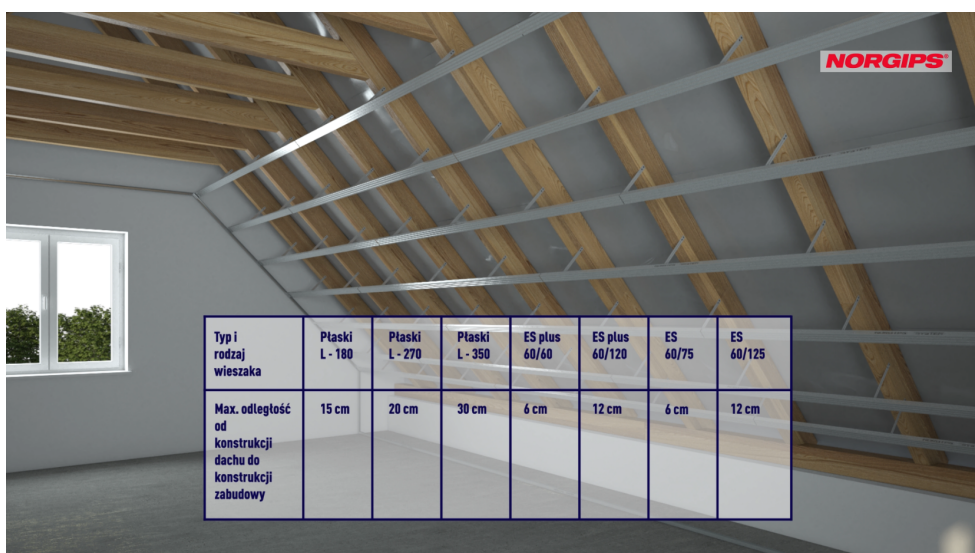 NORGIPS®
Typ i
rodzaj
wieszaka
Płaski
L - 180
Płaski
L - 270
Płaski
L - 350
ES plus
60/60
ES plus
60/120
ES
60/75
ES
60/125
Max. odległość
od
konstrukcji
dachu do
konstrukcji
zabudowy
15 cm
20 cm
30 cm
6 cm
12 cm
6 cm
12 cm